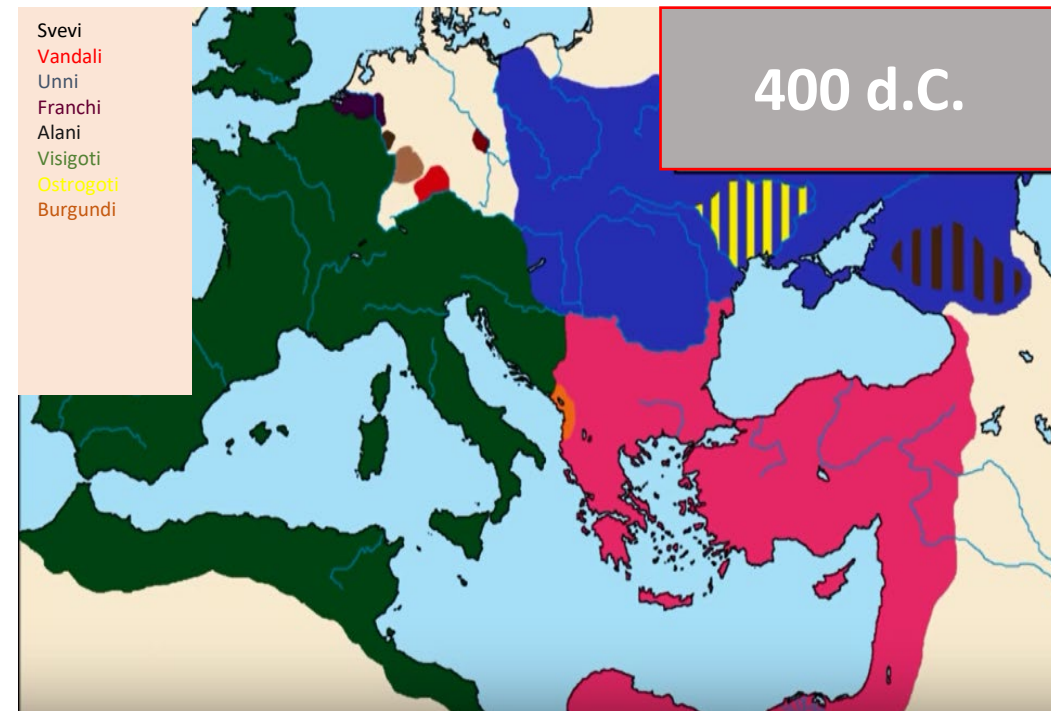 Svevi
Vandali
Unni
Franchi
Alani
Visigoti
Ostrogoti
Burgundi
400 d.C.